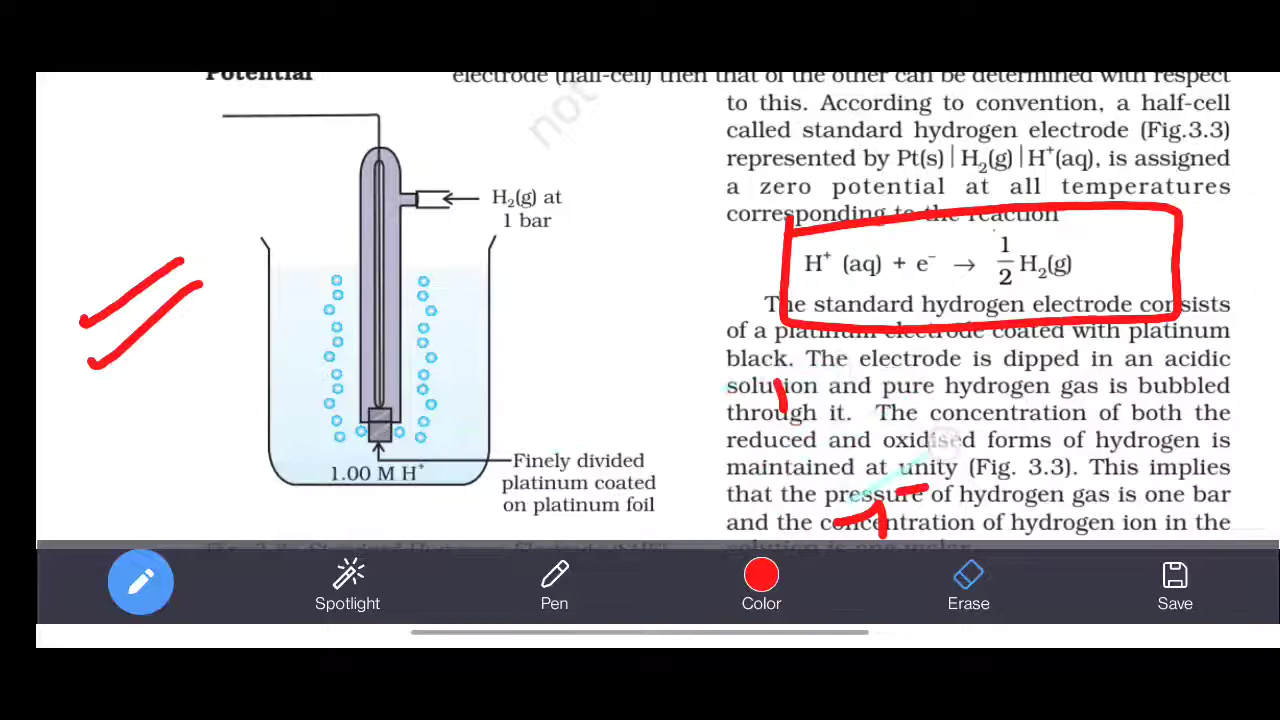 Potential
electrode (half-cell) then that of the other can be determined with respect
to this. According to convention, a half-cell
called standard hydrogen electrode (Fig.3.3)
represented by Pt(s)|H₂(g)|H⁺(aq), is assigned
a zero potential at all temperatures
corresponding to the reaction
H⁺ (aq) + e⁻ → 1/2 H₂(g)
The standard hydrogen electrode consists
of a platinum electrode coated with platinum
black. The electrode is dipped in an acidic
solution and pure hydrogen gas is bubbled
through it. The concentration of both the
reduced and oxidised forms of hydrogen is
maintained at unity (Fig. 3.3). This implies
that the pressure of hydrogen gas is one bar
and the concentration of hydrogen ion in the
solution is one molar.
not
H₂(g) at
1 bar
1.00 M H⁺
Finely divided
platinum coated
on platinum foil
Spotlight
Pen
Color
Erase
Save